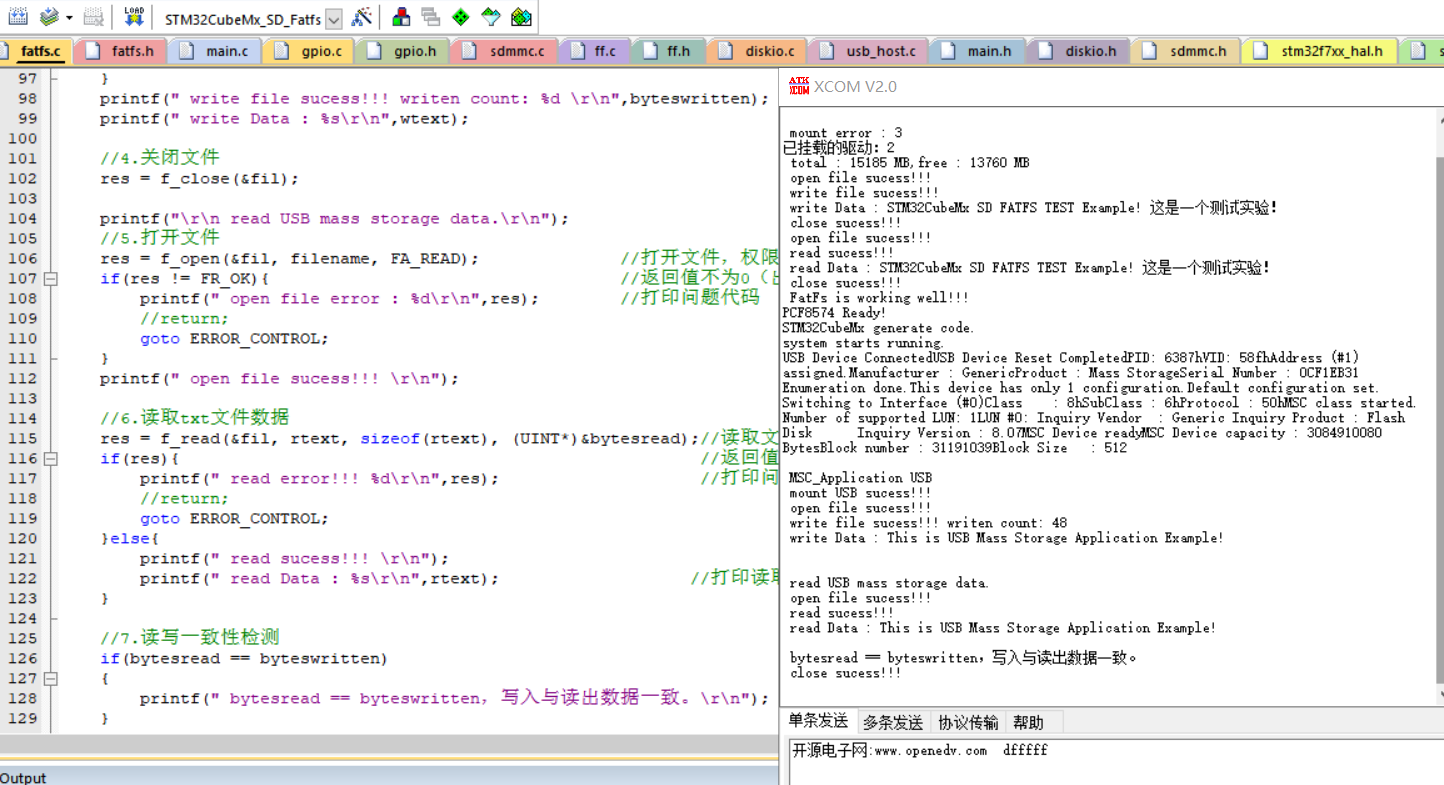 LOAD
STM32CubeMx_SD_Fatfs
fatfs.c fatfs.h main.c gpio.c gpio.h sdmmc.c ff.c ff.h diskio.c usb_host.c main.h diskio.h sdmmc.h stm32f7xx_hal.h
97 }
98 printf(" write file sucess!!! writen count: %d \r\n",byteswritten);
99 printf(" write Data : %s\r\n",wtext);
100
101 //4.关闭文件
102 res = f_close(&fil);
103
104 printf("\r\n read USB mass storage data.\r\n");
105 //5.打开文件
106 res = f_open(&fil, filename, FA_READ); //打开文件，权限
107 if(res != FR_OK){ //返回值不为0（
108 printf(" open file error : %d\r\n",res); //打印问题代码
109 //return;
110 goto ERROR_CONTROL;
111 }
112 printf(" open file sucess!!! \r\n");
113
114 //6.读取txt文件数据
115 res = f_read(&fil, rtext, sizeof(rtext), (UINT*)&bytesread);//读取文
116 if(res){ //返回值
117 printf(" read error!!! %d\r\n",res); //打印问
118 //return;
119 goto ERROR_CONTROL;
120 }else{
121 printf(" read sucess!!! \r\n");
122 printf(" read Data : %s\r\n",rtext); //打印读取
123 }
124
125 //7.读写一致性检测
126 if(bytesread == byteswritten)
127 {
128 printf(" bytesread == byteswritten，写入与读出数据一致。\r\n");
129 }
Output
ATK XCOM XCOM V2.0
mount error : 3
已挂载的驱动：2
total : 15185 MB,free : 13760 MB
open file sucess!!!
write file sucess!!!
write Data : STM32CubeMx SD FATFS TEST Example! 这是一个测试实验!
close sucess!!!
open file sucess!!!
read sucess!!!
read Data : STM32CubeMx SD FATFS TEST Example! 这是一个测试实验!
close sucess!!!
FatFs is working well!!!
PCF8574 Ready!
STM32CubeMx generate code.
system starts running.
USB Device ConnectedUSB Device Reset CompletedPID: 6387hVID: 58fhAddress (#1)
assigned.Manufacturer : GenericProduct : Mass StorageSerial Number : 0CF1EB31
Enumeration done.This device has only 1 configuration.Default configuration set.
Switching to Interface (#0)Class : 8hSubClass : 6hProtocol : 50hMSC class started.
Number of supported LUN: 1LUN #0: Inquiry Vendor : Generic Inquiry Product : Flash
Disk Inquiry Version : 8.07MSC Device readyMSC Device capacity : 3084910080
BytesBlock number : 31191039Block Size : 512
MSC_Application USB
mount USB sucess!!!
open file sucess!!!
write file sucess!!! writen count: 48
write Data : This is USB Mass Storage Application Example!
read USB mass storage data.
open file sucess!!!
read sucess!!!
read Data : This is USB Mass Storage Application Example!
bytesread == byteswritten，写入与读出数据一致。
close sucess!!!
单条发送 多条发送 协议传输 帮助
开源电子网:www.openedv.com dffffff